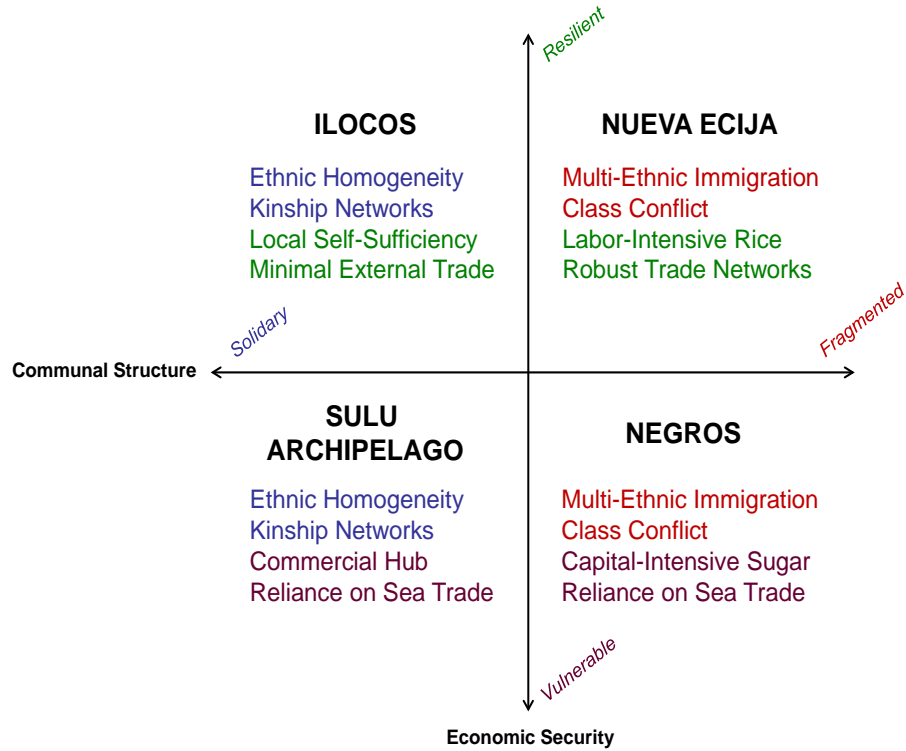 Resilient
ILOCOS
Ethnic Homogeneity
Kinship Networks
Local Self-Sufficiency
Minimal External Trade
NUEVA ECIJA
Multi-Ethnic Immigration
Class Conflict
Labor-Intensive Rice
Robust Trade Networks
Solidary
Fragmented
Communal Structure
SULU
ARCHIPELAGO
Ethnic Homogeneity
Kinship Networks
Commercial Hub
Reliance on Sea Trade
NEGROS
Multi-Ethnic Immigration
Class Conflict
Capital-Intensive Sugar
Reliance on Sea Trade
Vulnerable
Economic Security